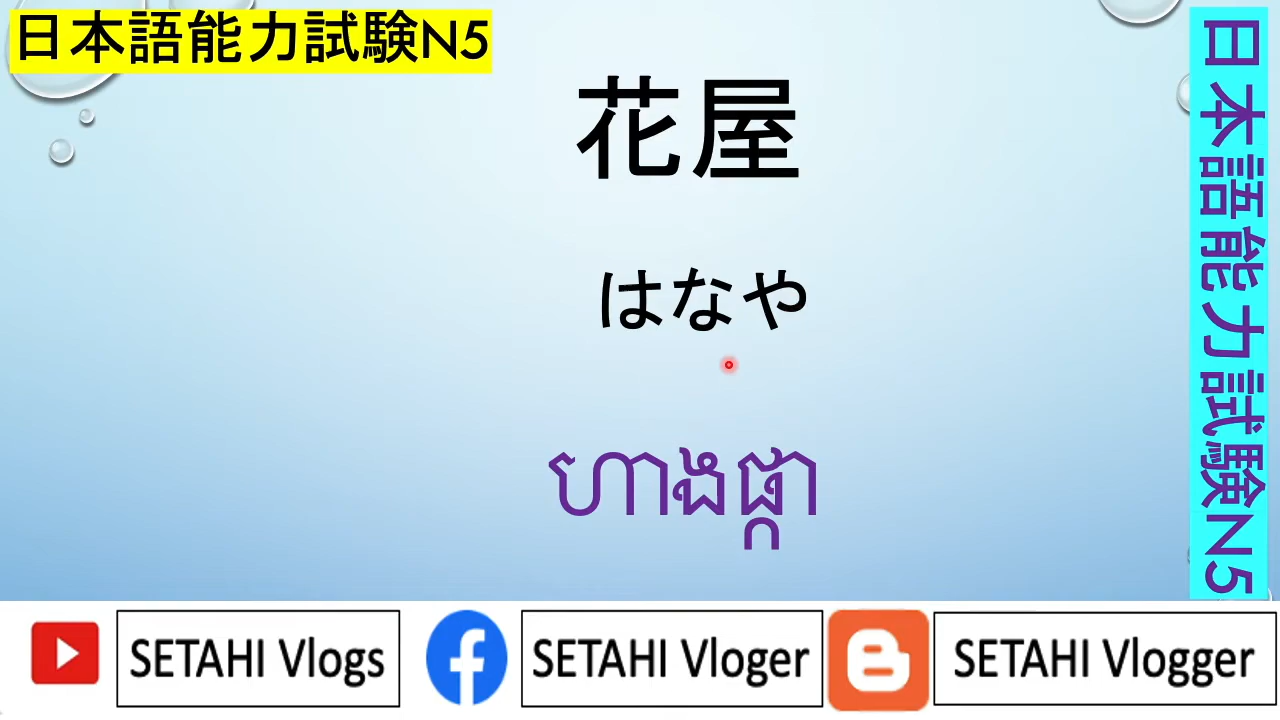 日本語能力試験N5
花屋
はなや
ហាងផ្កា
日本語能力試験N5
SETAHI Vlogs
SETAHI Vloger
SETAHI Vlogger